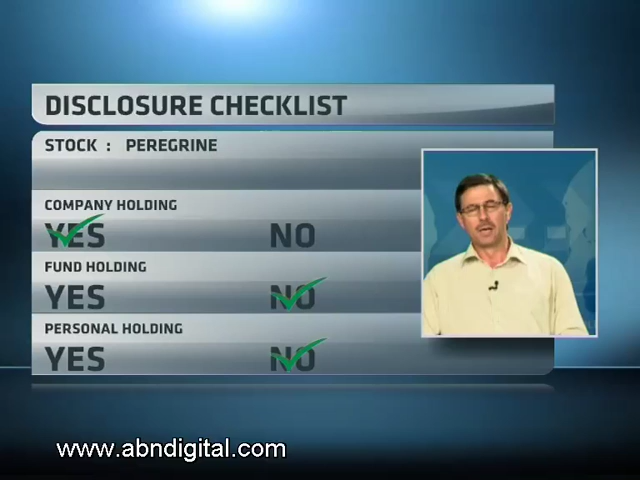 DISCLOSURE CHECKLIST
STOCK : PEREGRINE
COMPANY HOLDING
YES NO
FUND HOLDING
YES NO
PERSONAL HOLDING
YES NO
www.abndigital.com